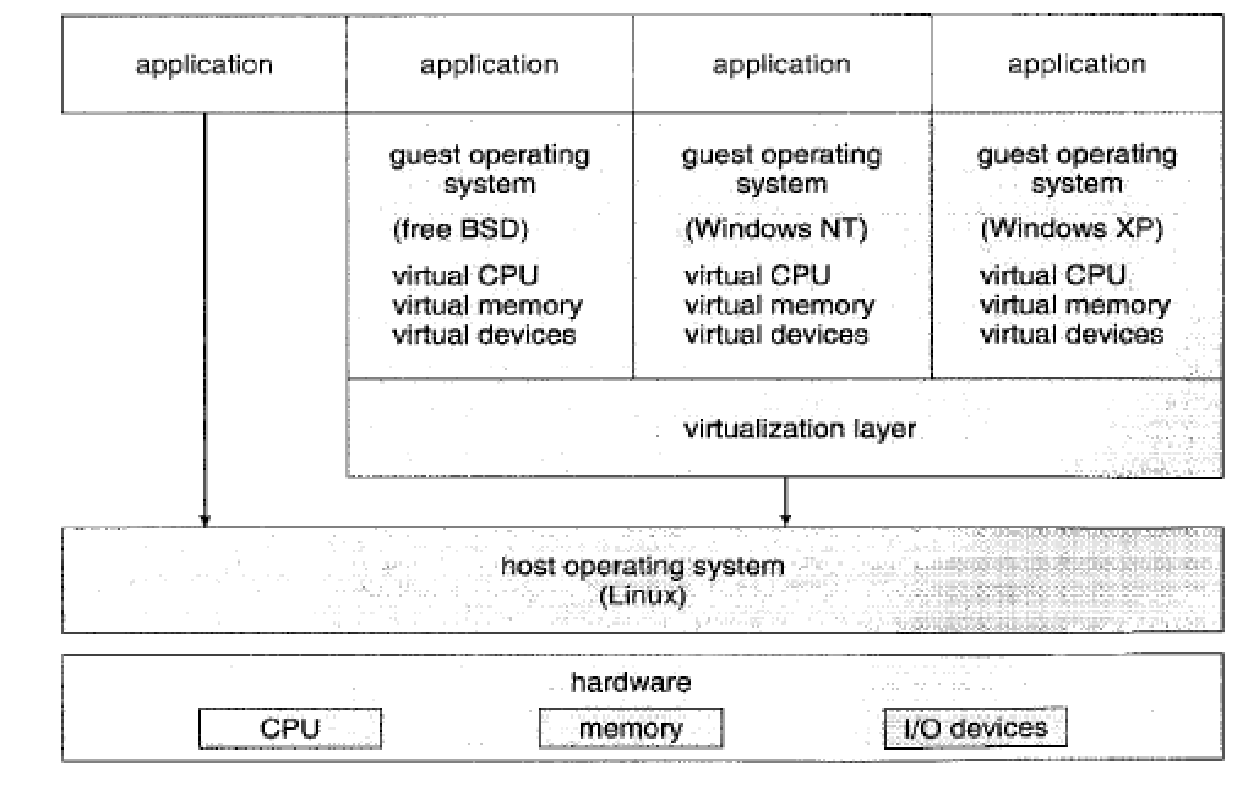 application
application
application
application
guest operating
system
(free BSD)
virtual CPU
virtual memory
virtual devices
guest operating
system
(Windows NT)
virtual CPU
virtual memory
virtual devices
guest operating
system
(Windows XP)
virtual CPU
virtual memory
virtual devices
virtualization layer
host operating system
(Linux)
hardware
CPU
memory
I/O devices